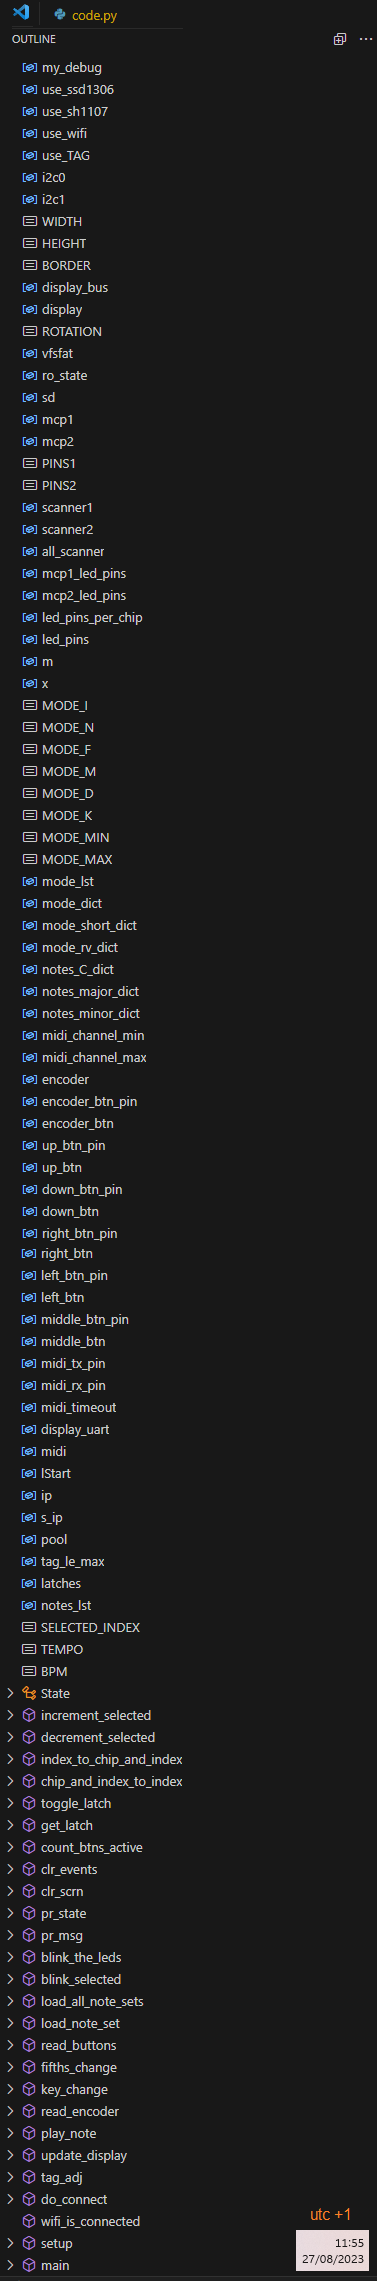 code.py
OUTLINE
my_debug
use_ssd1306
use_sh1107
use_wifi
use_TAG
i2c0
i2c1
WIDTH
HEIGHT
BORDER
display_bus
display
ROTATION
vfsfat
ro_state
sd
mcp1
mcp2
PINS1
PINS2
scanner1
scanner2
all_scanner
mcp1_led_pins
mcp2_led_pins
led_pins_per_chip
led_pins
m
x
MODE_I
MODE_N
MODE_F
MODE_M
MODE_D
MODE_K
MODE_MIN
MODE_MAX
mode_lst
mode_dict
mode_short_dict
mode_rv_dict
notes_C_dict
notes_major_dict
notes_minor_dict
midi_channel_min
midi_channel_max
encoder
encoder_btn_pin
encoder_btn
up_btn_pin
up_btn
down_btn_pin
down_btn
right_btn_pin
right_btn
left_btn_pin
left_btn
middle_btn_pin
middle_btn
midi_tx_pin
midi_rx_pin
midi_timeout
display_uart
midi
lStart
ip
s_ip
pool
tag_le_max
latches
notes_lst
SELECTED_INDEX
TEMPO
BPM
State
increment_selected
decrement_selected
index_to_chip_and_index
chip_and_index_to_index
toggle_latch
get_latch
count_btns_active
clr_events
clr_scrn
pr_state
pr_msg
blink_the_leds
blink_selected
load_all_note_sets
load_note_set
read_buttons
fifths_change
key_change
read_encoder
play_note
update_display
tag_adj
do_connect
wifi_is_connected
setup
main
utc +1
11:55
27/08/2023